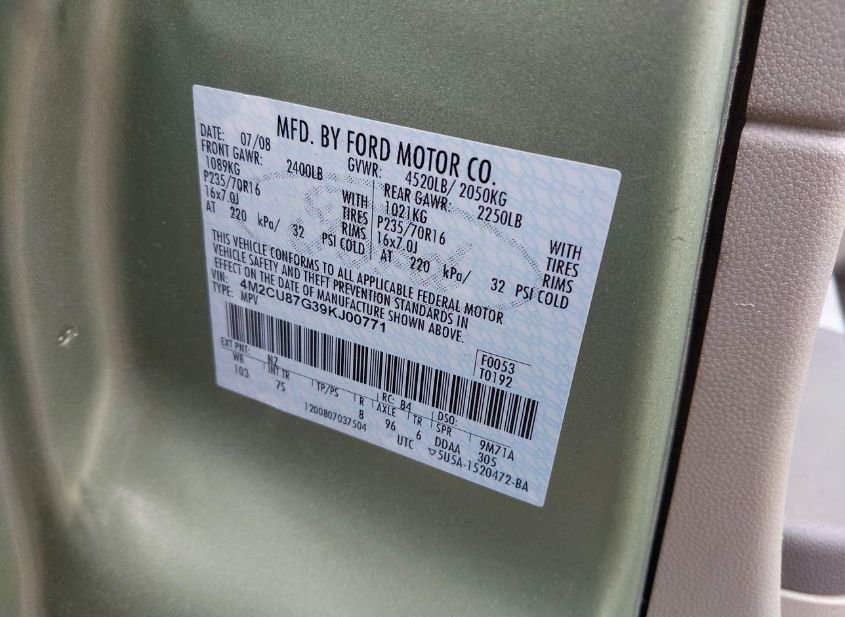 MFD. BY FORD MOTOR CO.
DATE: 07/08 GVWR: 4520LB/ 2050KG
FRONT GAWR: 2400LB REAR GAWR: 2250LB
1089KG WITH 1021KG WITH
P235/70R16 TIRES P235/70R16 TIRES
16x7.0J RIMS 16x7.0J RIMS
AT 220 kPa/ 32 PSI COLD AT 220 kPa/ 32 PSI COLD
THIS VEHICLE CONFORMS TO ALL APPLICABLE FEDERAL MOTOR
VEHICLE SAFETY AND THEFT PREVENTION STANDARDS IN
EFFECT ON THE DATE OF MANUFACTURE SHOWN ABOVE.
VIN: 4M2CU87G39KJ00771
TYPE: MPV
F0053
T0192
EXT PNT: NZ RC: 84 DSO:
WB INT TR TP/PS R AXLE TR SPR 9M71A
103 7S B 96 6 DDAA 305
1200807037504 UTC ▽5U5A-1520472-BA